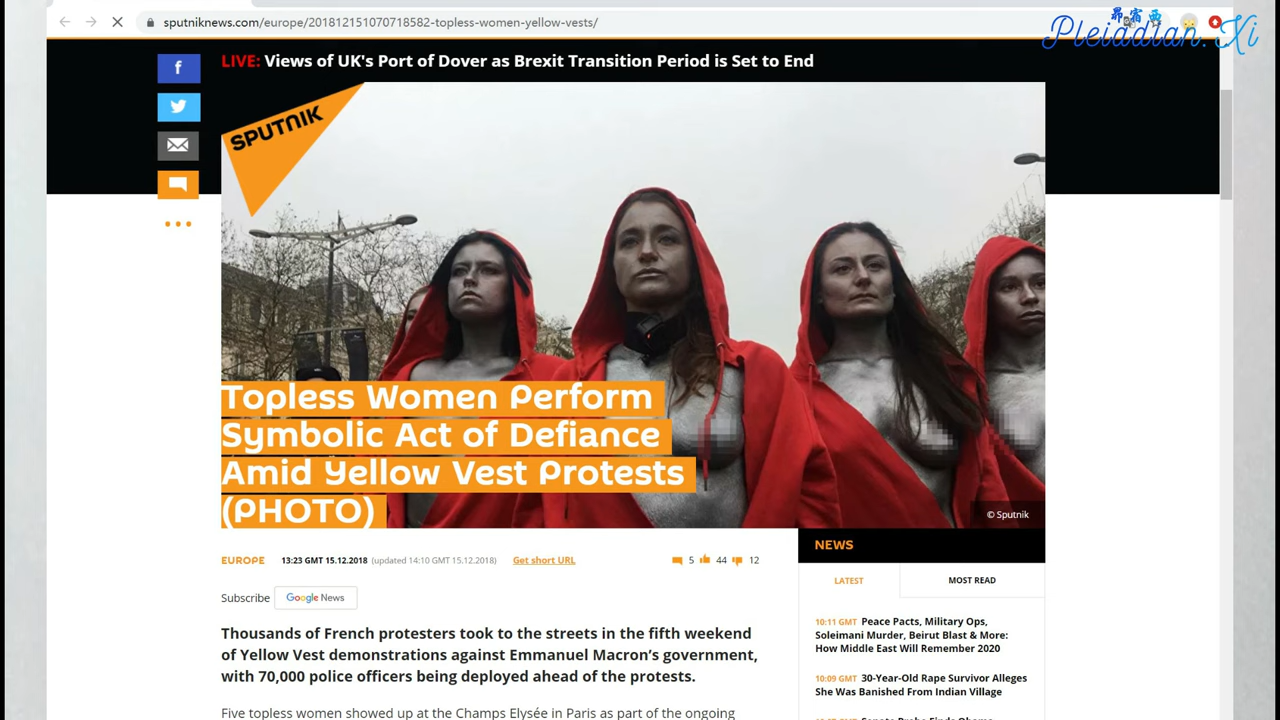 sputniknews.com/europe/201812151070718582-topless-women-yellow-vests/
昴宿西
Pleiadian.Xi
LIVE: Views of UK's Port of Dover as Brexit Transition Period is Set to End
SPUTNIK
Topless Women Perform
Symbolic Act of Defiance
Amid Yellow Vest Protests
(PHOTO)
© Sputnik
EUROPE 13:23 GMT 15.12.2018 (updated 14:10 GMT 15.12.2018) Get short URL 5 44 12
Subscribe Google News
Thousands of French protesters took to the streets in the fifth weekend
of Yellow Vest demonstrations against Emmanuel Macron's government,
with 70,000 police officers being deployed ahead of the protests.
Five topless women showed up at the Champs Elysée in Paris as part of the ongoing
NEWS
LATEST MOST READ
10:11 GMT Peace Pacts, Military Ops,
Soleimani Murder, Beirut Blast & More:
How Middle East Will Remember 2020
10:09 GMT 30-Year-Old Rape Survivor Alleges
She Was Banished From Indian Village